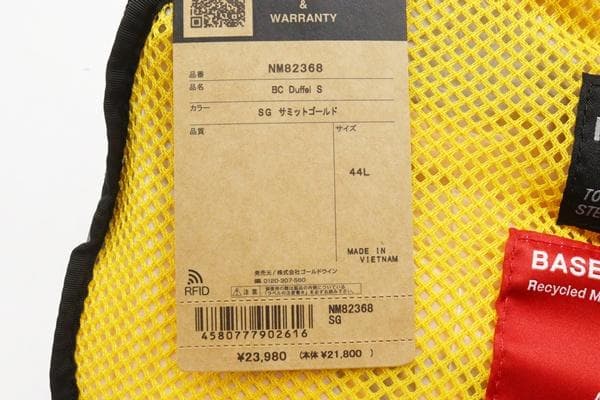 &
WARRANTY
品番 NM82368
品名 BC Duffel S
カラー SG サミットゴールド
品質
サイズ
44L
MADE IN
VIETNAM
RFID
発売元/株式会社ゴールドウイン
0120-307-560
注意
NM82368
SG
4580777902616
¥23,980 (本体 ¥21,800)
TO
STE
BASE
Recycled M